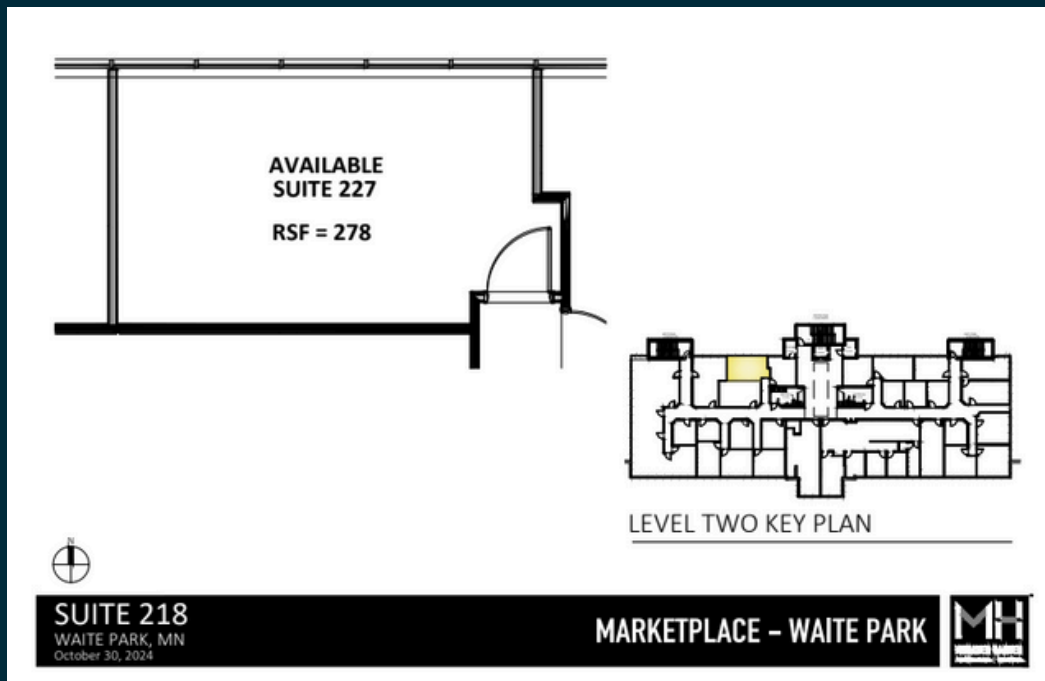 AVAILABLE
SUITE 227
RSF = 278
LEVEL TWO KEY PLAN
N
SUITE 218
WAITE PARK, MN
October 30, 2024
MARKETPLACE – WAITE PARK
MH